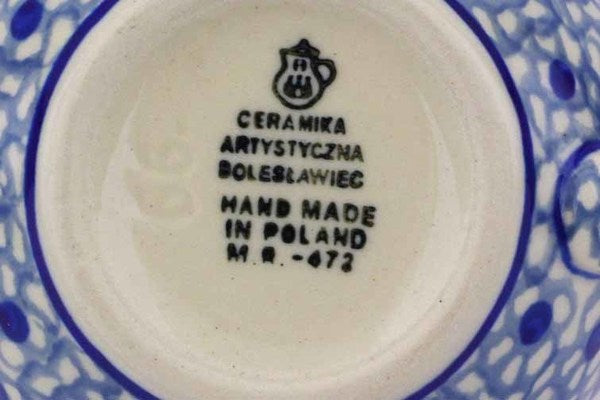 CERAMIKA
ARTYSTYCZNA
BOLESŁAWIEC
HAND MADE
IN POLAND
M.R.-472